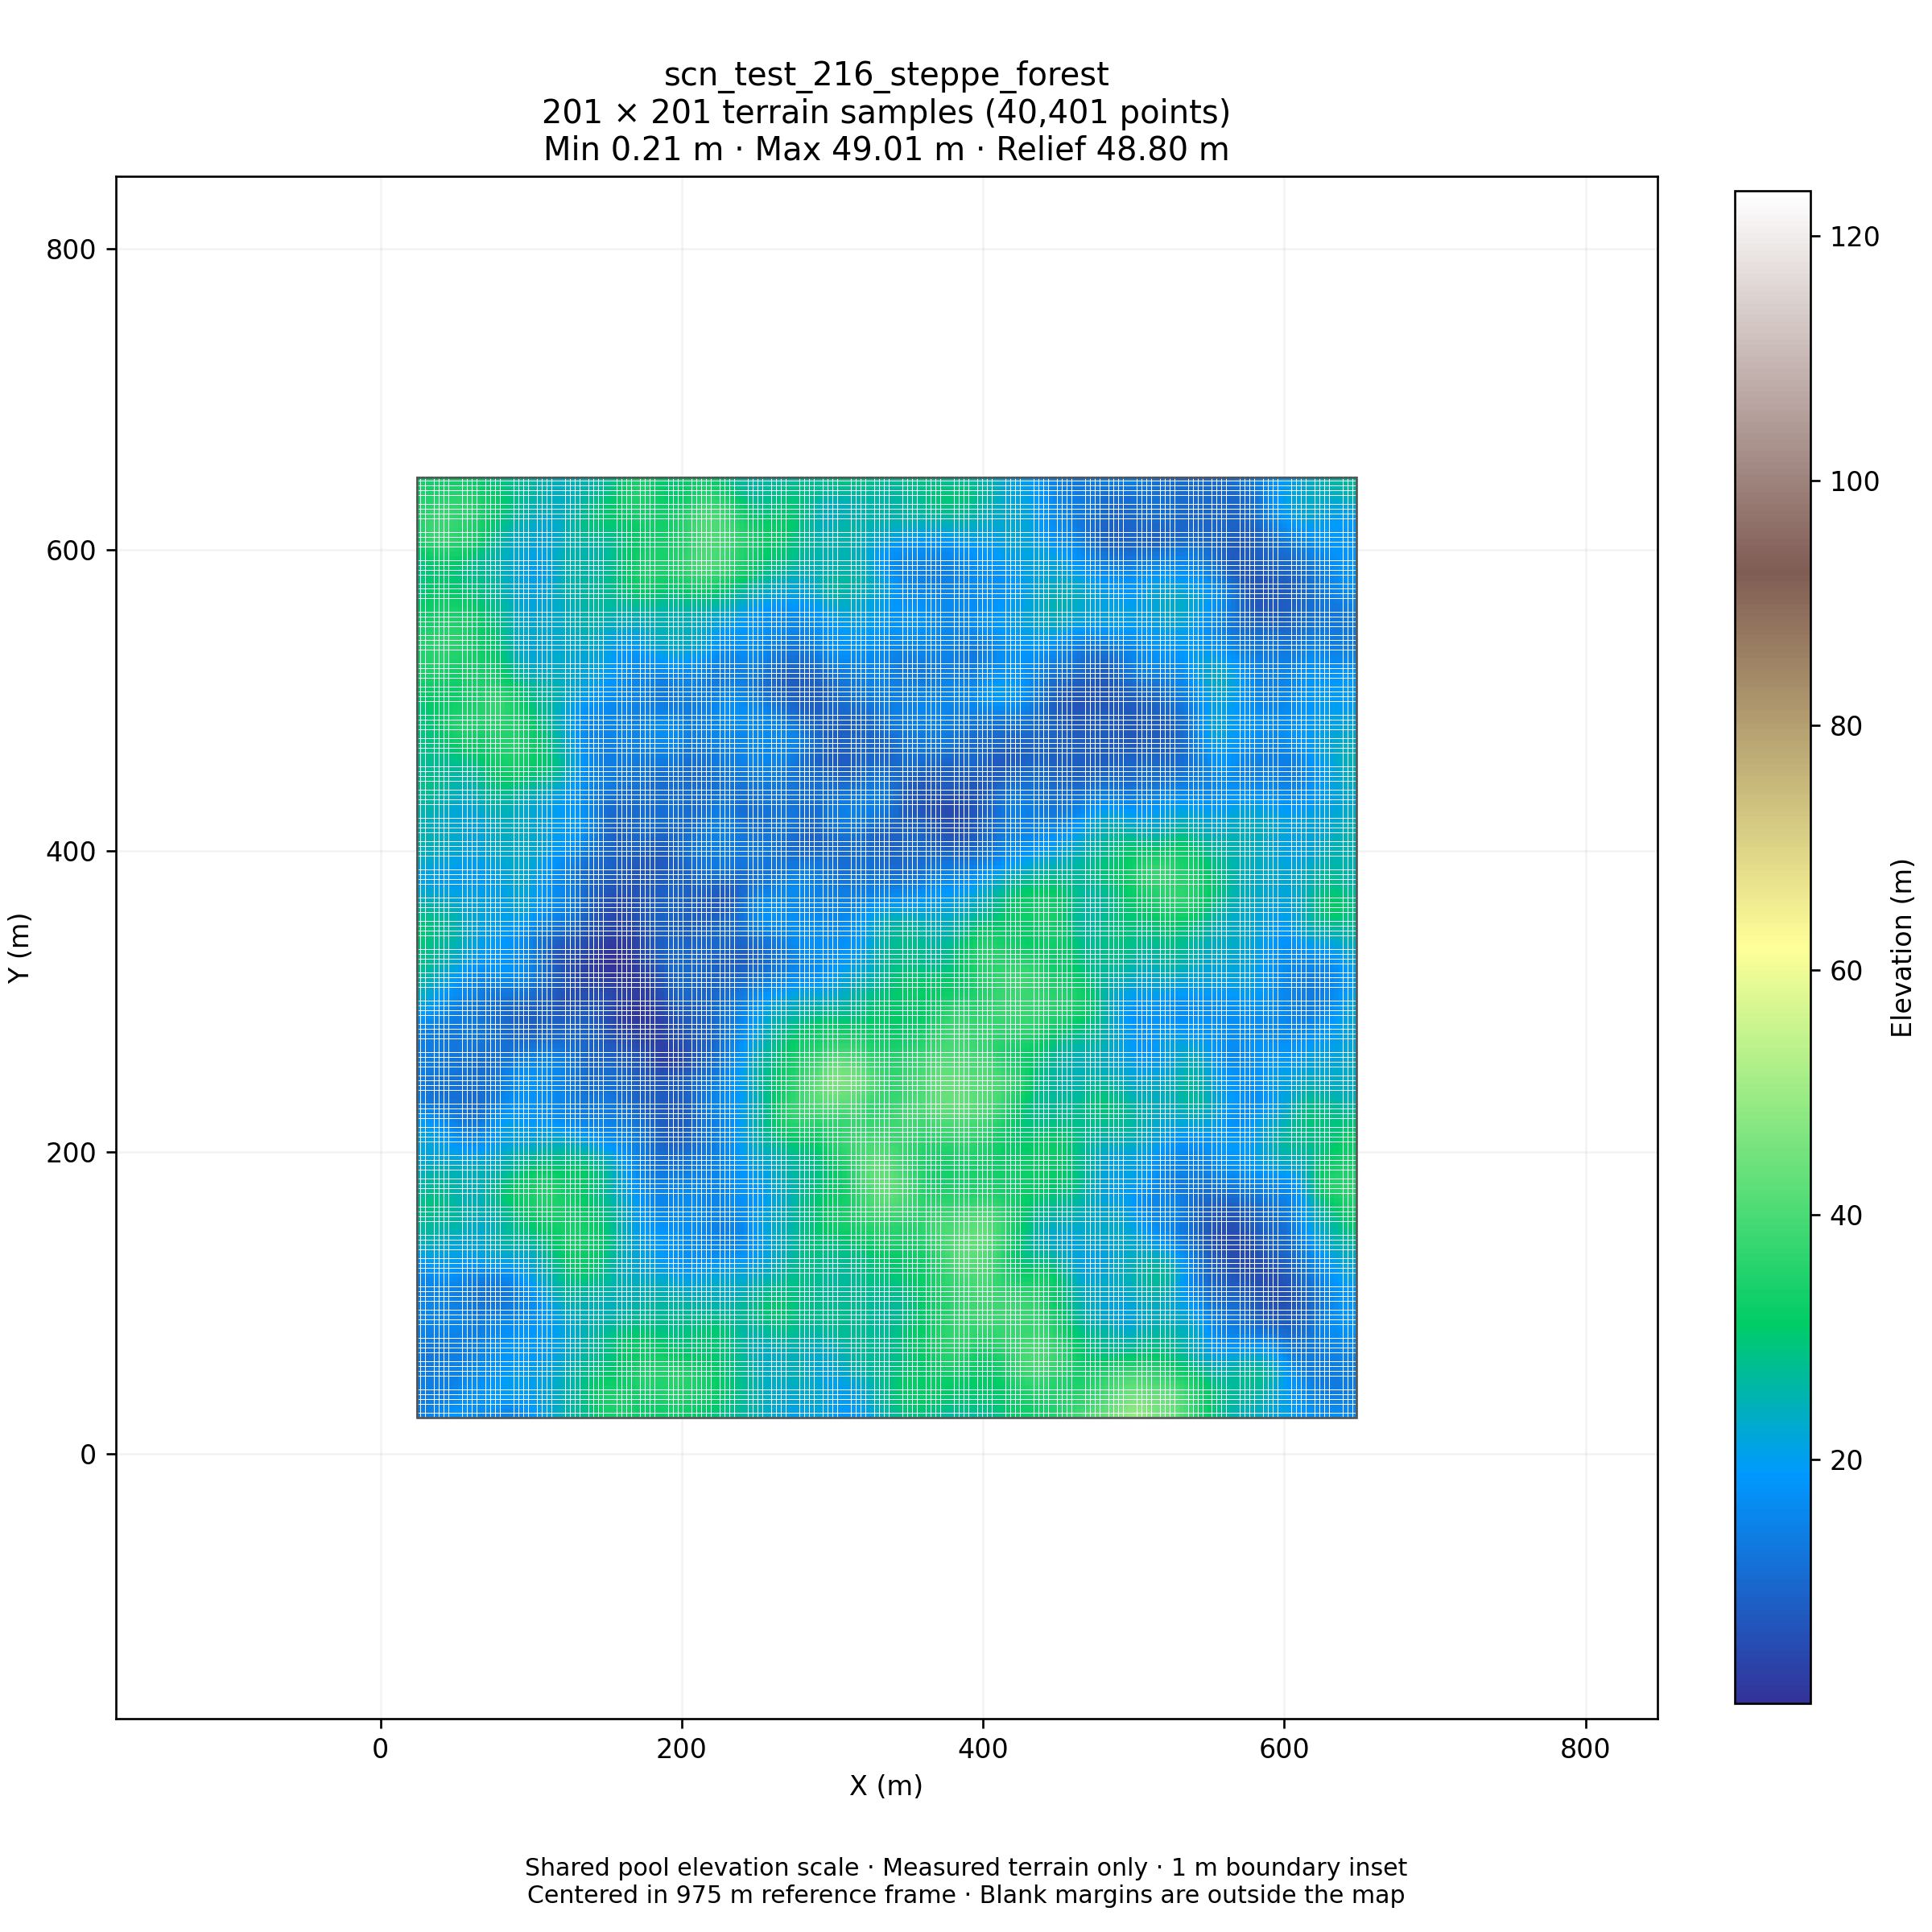 scn_test_216_steppe_forest
201 × 201 terrain samples (40,401 points)
Min 0.21 m · Max 49.01 m · Relief 48.80 m
800
600
400
200
0
Y (m)
0
200
400
600
800
X (m)
120
100
80
60
40
20
Elevation (m)
Shared pool elevation scale · Measured terrain only · 1 m boundary inset
Centered in 975 m reference frame · Blank margins are outside the map